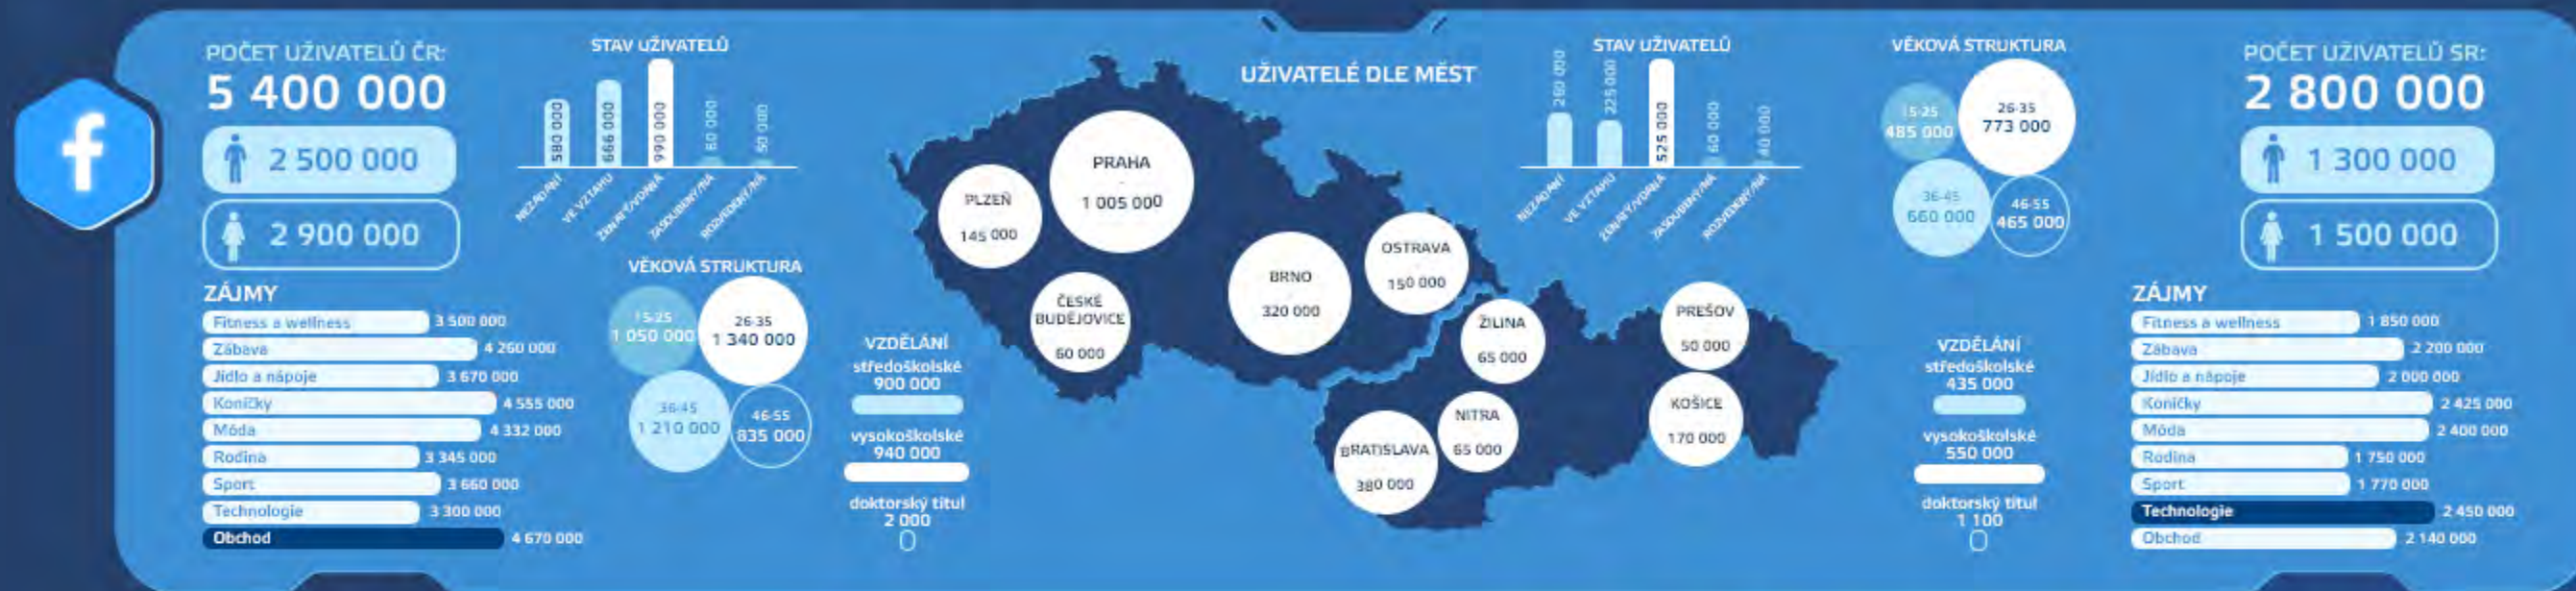 f
POČET UŽIVATELŮ ČR:
5 400 000
2 500 000
2 900 000
STAV UŽIVATELŮ
580 000
666 000
990 000
60 000
50 000
NEZADANÍ
VE VZTAHU
ŽENATÝ/VDANÁ
ZASOUBENÝ/NÁ
ROZVEDENÝ/NÁ
ZÁJMY
Fitness a wellness 3 500 000
Zábava 4 260 000
Jídlo a nápoje 3 670 000
Koníčky 4 555 000
Móda 4 332 000
Rodina 3 345 000
Sport 3 660 000
Technologie 3 300 000
Obchod 4 670 000
VĚKOVÁ STRUKTURA
15-25
1 050 000
26-35
1 340 000
36-45
1 210 000
46-55
835 000
VZDĚLÁNÍ
středoškolské
900 000
vysokoškolské
940 000
doktorský titul
2 000
UŽIVATELÉ DLE MĚST
PLZEŇ
145 000
PRAHA
-
1 005 000
ČESKÉ
BUDĚJOVICE
60 000
BRNO
320 000
OSTRAVA
150 000
ŽILINA
65 000
PREŠOV
50 000
BRATISLAVA
380 000
NITRA
65 000
KOŠICE
170 000
STAV UŽIVATELŮ
260 000
225 000
525 000
60 000
40 000
NEZADANÍ
VE VZTAHU
ŽENATÝ/VDANÁ
ZASOUBENÝ/NÁ
ROZVEDENÝ/NÁ
VĚKOVÁ STRUKTURA
15-25
485 000
26-35
773 000
36-45
660 000
46-55
465 000
VZDĚLÁNÍ
středoškolské
435 000
vysokoškolské
550 000
doktorský titul
1 100
POČET UŽIVATELŮ SR:
2 800 000
1 300 000
1 500 000
ZÁJMY
Fitness a wellness 1 850 000
Zábava 2 200 000
Jídlo a nápoje 2 000 000
Koníčky 2 425 000
Móda 2 400 000
Rodina 1 750 000
Sport 1 770 000
Technologie 2 450 000
Obchod 2 140 000